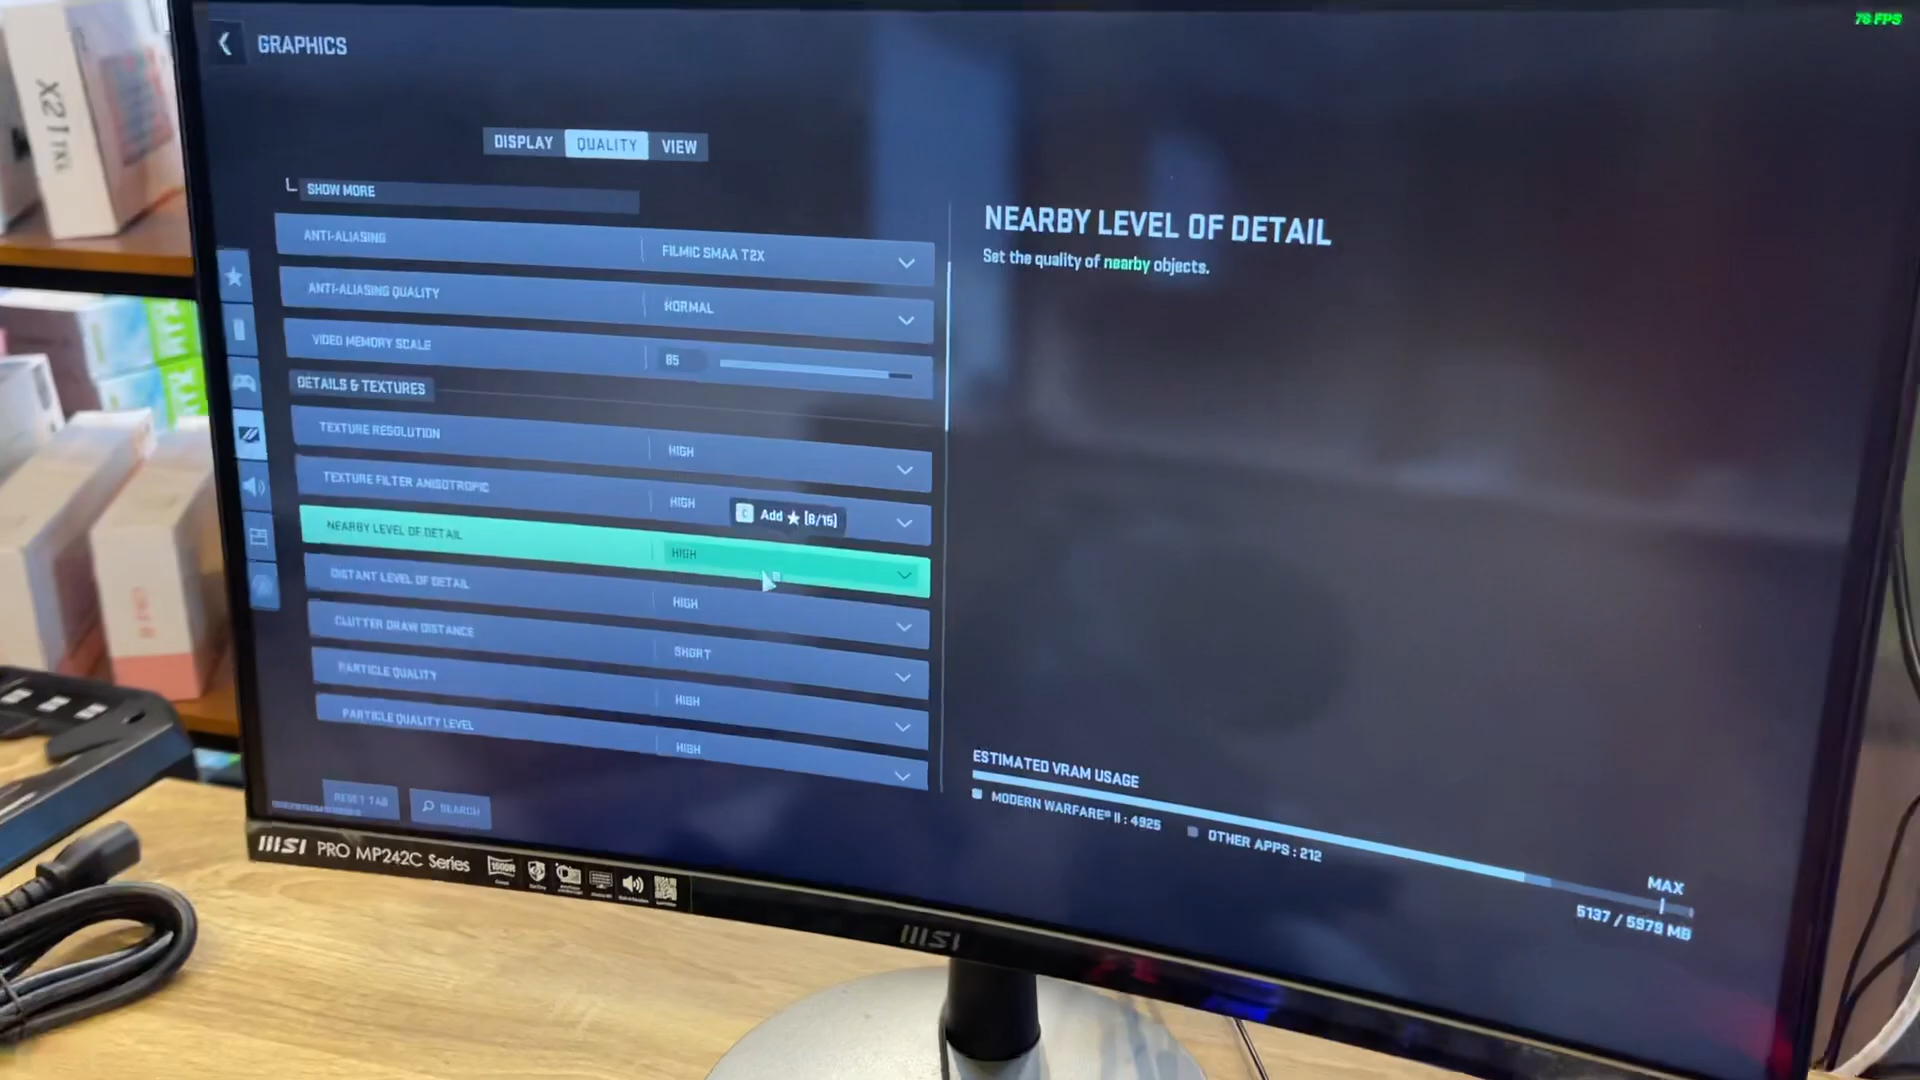 76 FPS
GRAPHICS
DISPLAY QUALITY VIEW
SHOW MORE
ANTI-ALIASING FILMIC SMAA T2X
ANTI-ALIASING QUALITY NORMAL
VIDEO MEMORY SCALE 85
DETAILS & TEXTURES
TEXTURE RESOLUTION HIGH
TEXTURE FILTER ANISOTROPIC HIGH
C Add ★ [8/15]
NEARBY LEVEL OF DETAIL HIGH
DISTANT LEVEL OF DETAIL HIGH
CLUTTER DRAW DISTANCE SHORT
PARTICLE QUALITY HIGH
PARTICLE QUALITY LEVEL HIGH
RESET TAB SEARCH
NEARBY LEVEL OF DETAIL
Set the quality of nearby objects.
ESTIMATED VRAM USAGE
MODERN WARFARE® II : 4925 OTHER APPS : 212
MAX
5137 / 5979 MB
msi PRO MP242C Series
1500R
msi